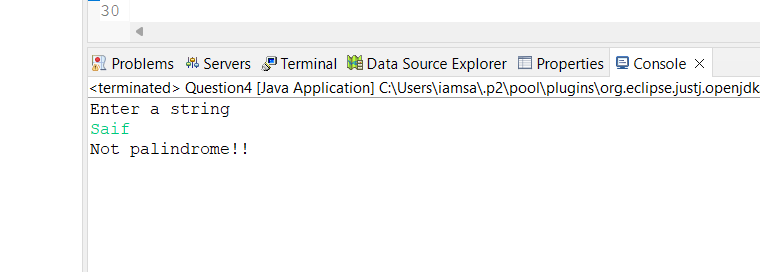 30
Problems Servers Terminal Data Source Explorer Properties Console
<terminated> Question4 [Java Application] C:\Users\iamsa\.p2\pool\plugins\org.eclipse.justj.openjdk
Enter a string
Saif
Not palindrome!!